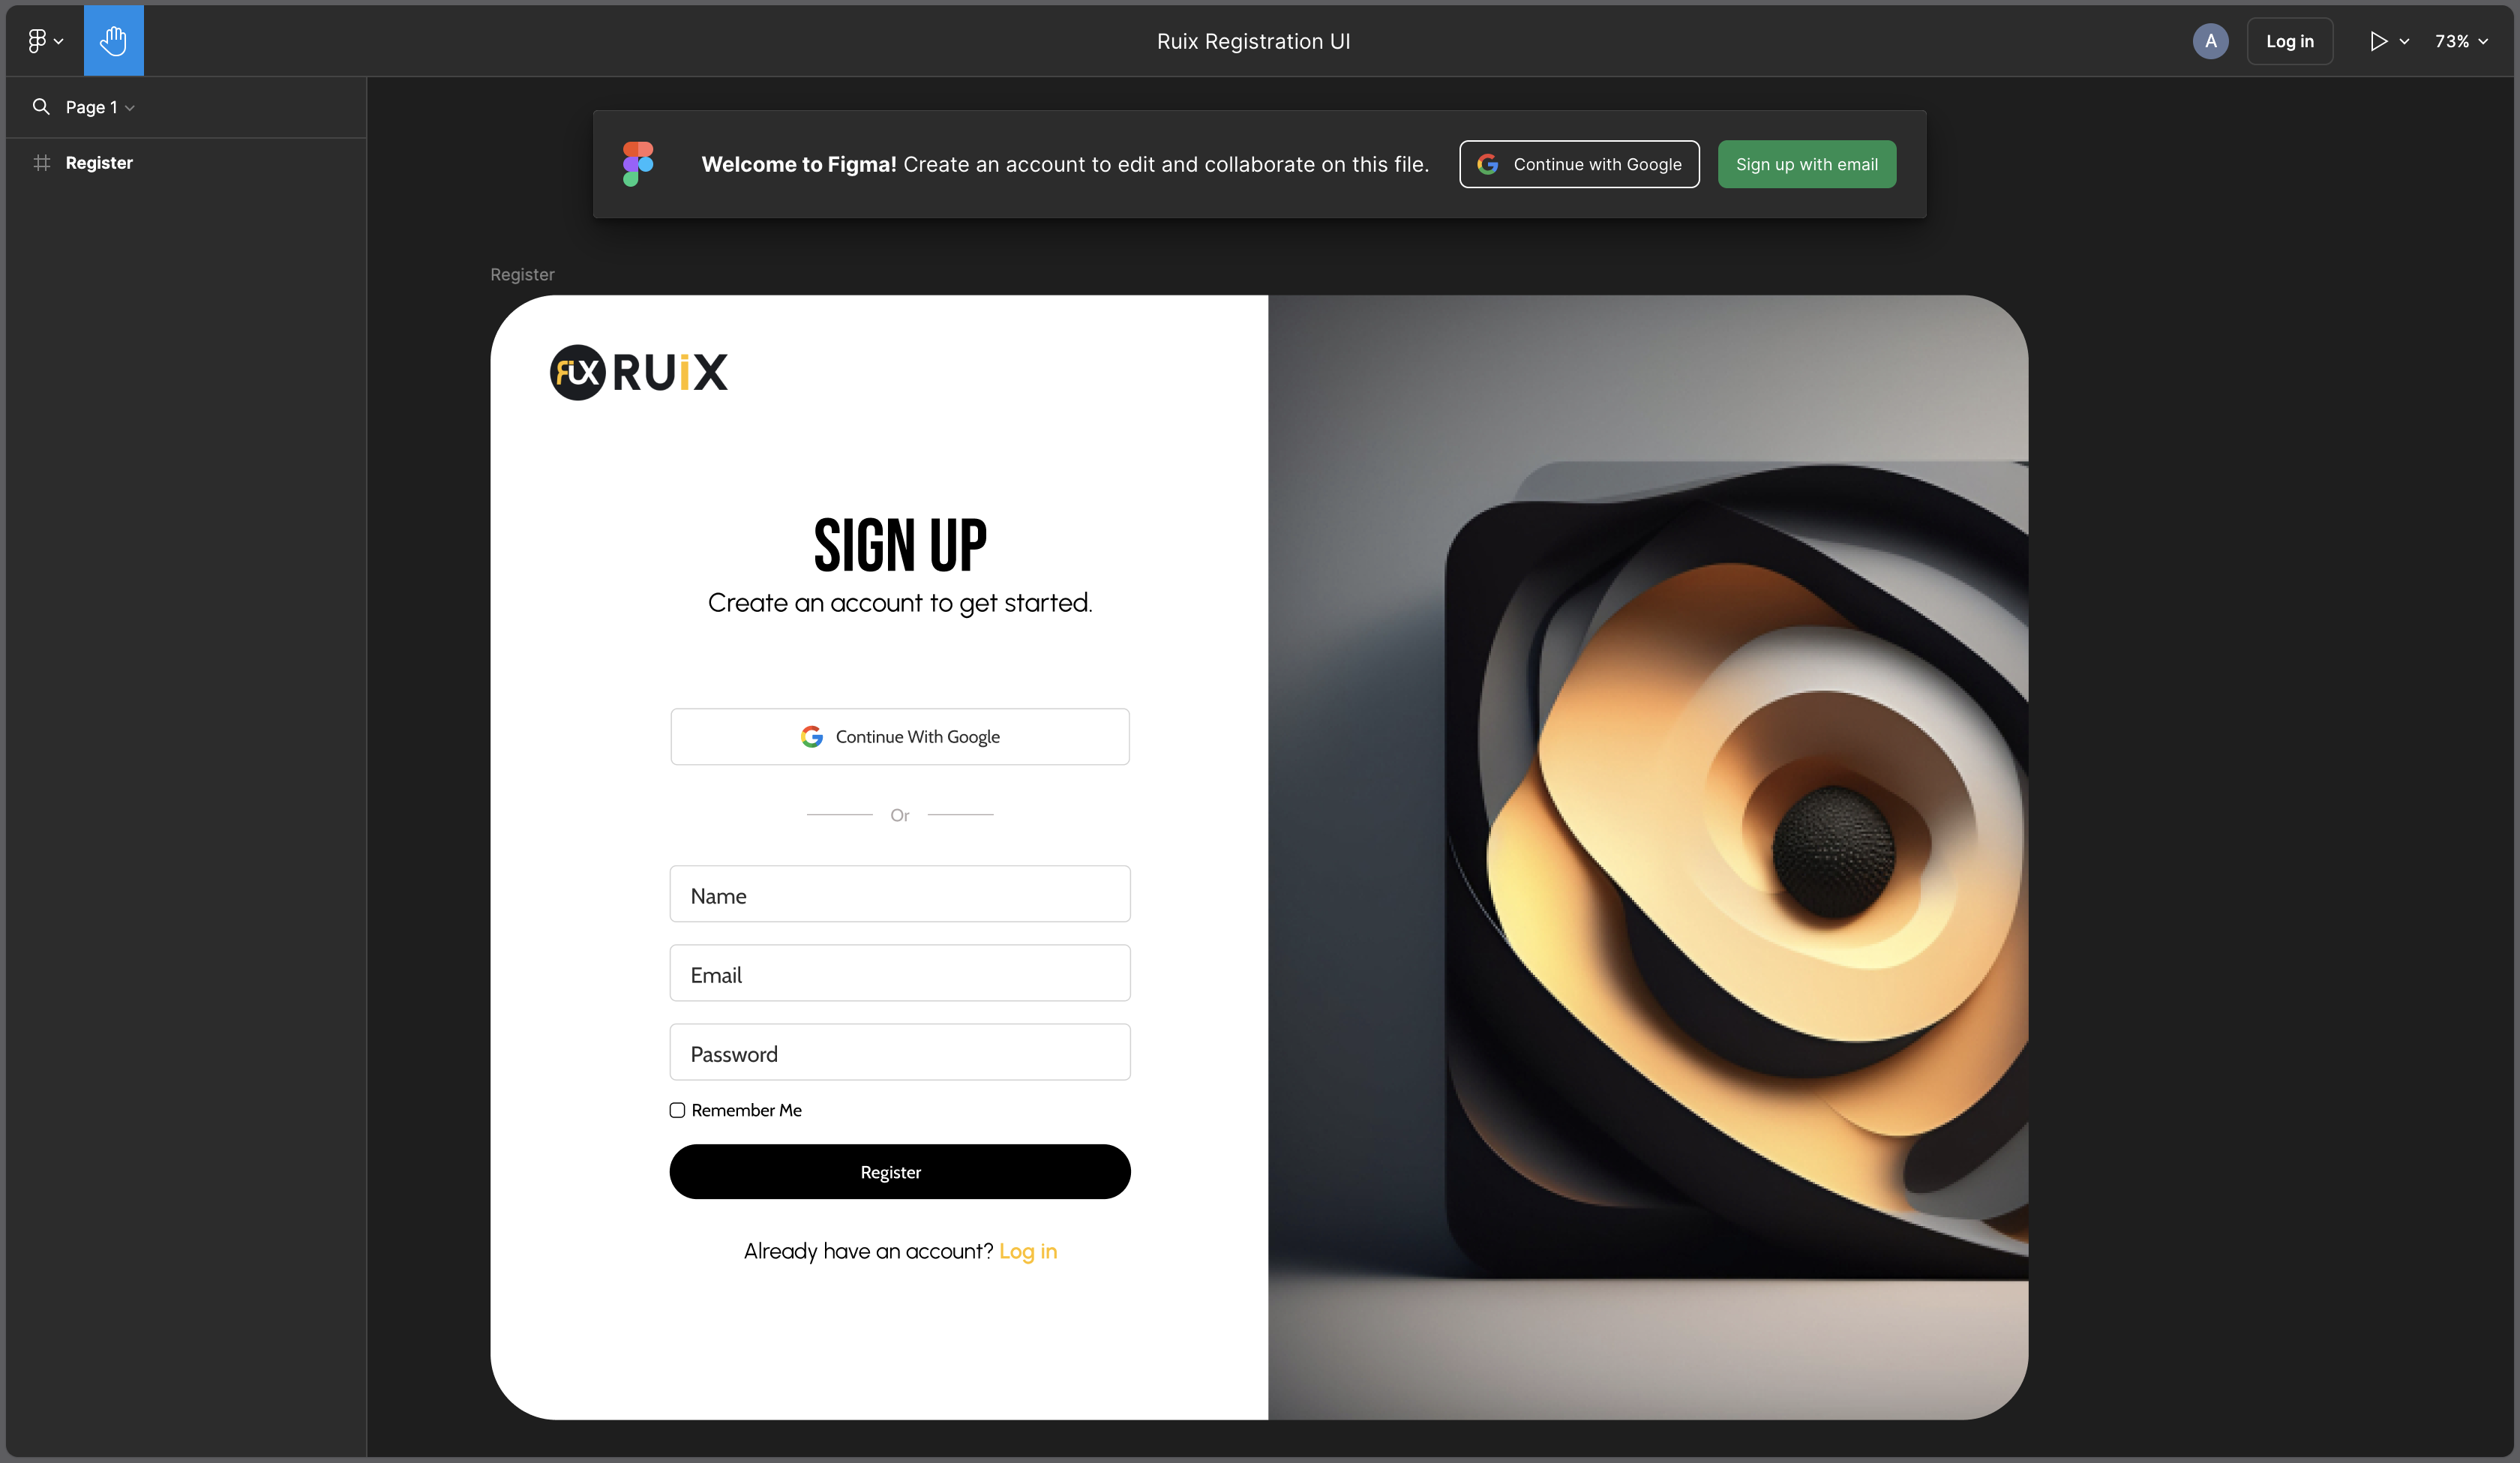 Ruix Registration UI
A
Log in
73%
Page 1
Register
Welcome to Figma! Create an account to edit and collaborate on this file.
Continue with Google
Sign up with email
Register
RUX RUiX
SIGN UP
Create an account to get started.
Continue With Google
Or
Name
Email
Password
Remember Me
Register
Already have an account? Log in